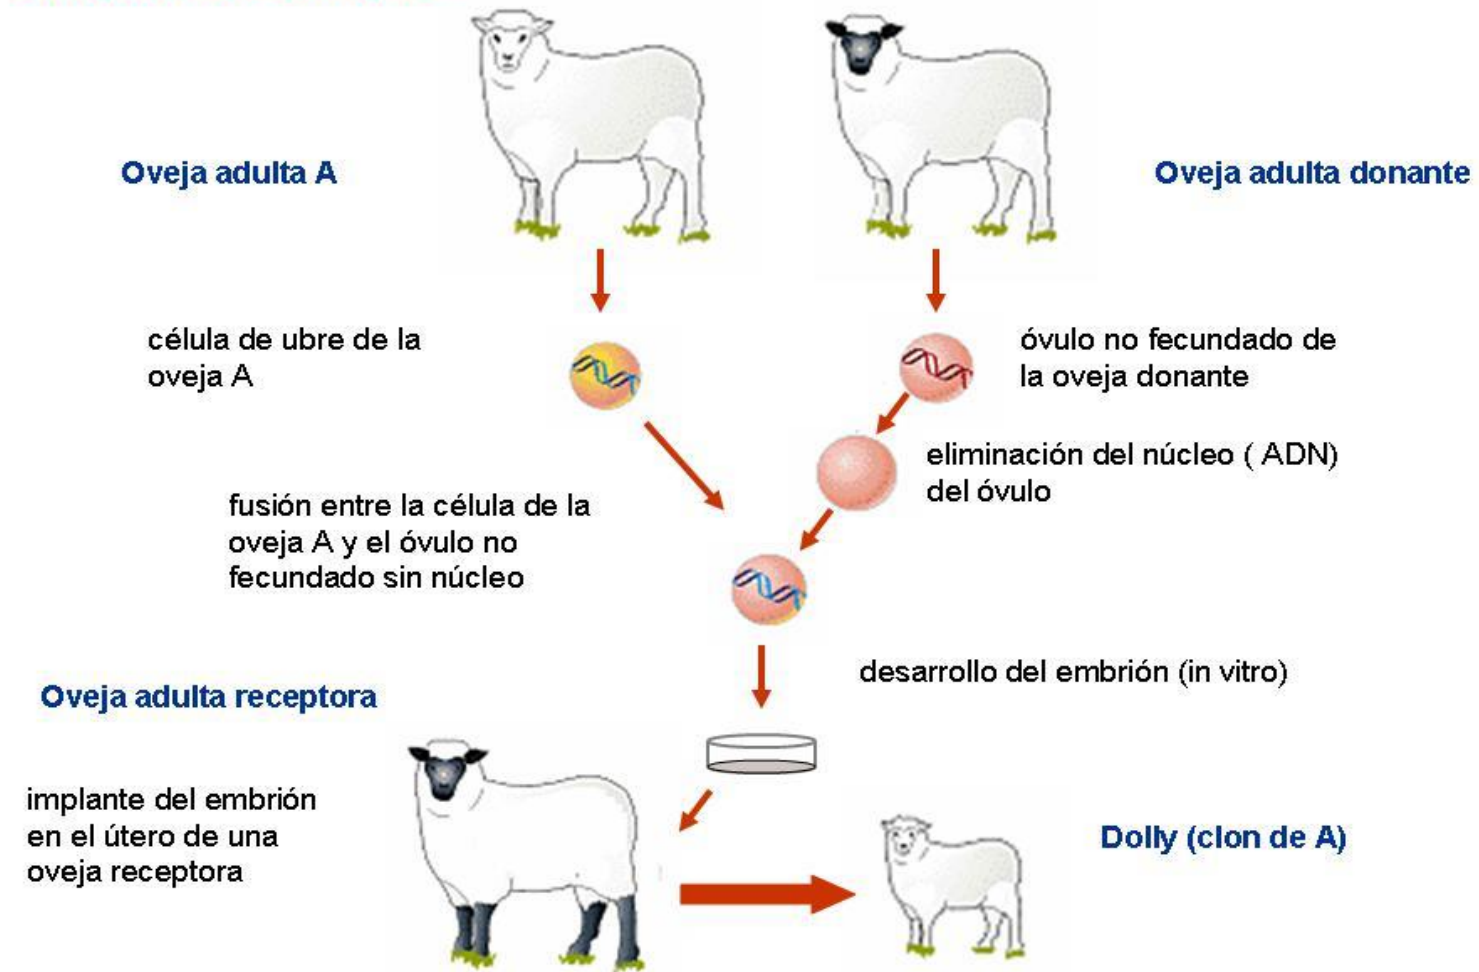 Oveja adulta A
Oveja adulta donante
célula de ubre de la
oveja A
óvulo no fecundado de
la oveja donante
eliminación del núcleo ( ADN)
del óvulo
fusión entre la célula de la
oveja A y el óvulo no
fecundado sin núcleo
desarrollo del embrión (in vitro)
Oveja adulta receptora
implante del embrión
en el útero de una
oveja receptora
Dolly (clon de A)